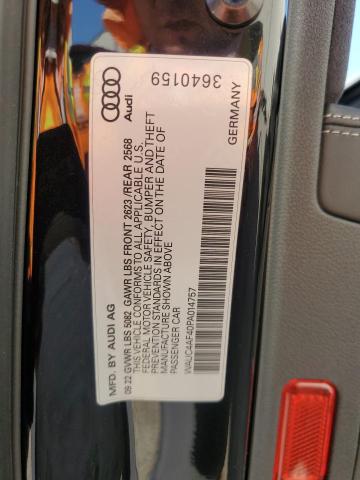 3640159
Audi
GERMANY
MFD. BY AUDI AG
09.22 GVWR LBS 5082 GAWR LBS FRONT 2623/REAR 2568
THIS VEHICLE CONFORMS TO ALL APPLICABLE U.S.
FEDERAL MOTOR VEHICLE SAFETY, BUMPER AND THEFT
PREVENTION STANDARDS IN EFFECT ON THE DATE OF
MANUFACTURE SHOWN ABOVE
PASSENGER CAR
WAUC4AF40PA014757